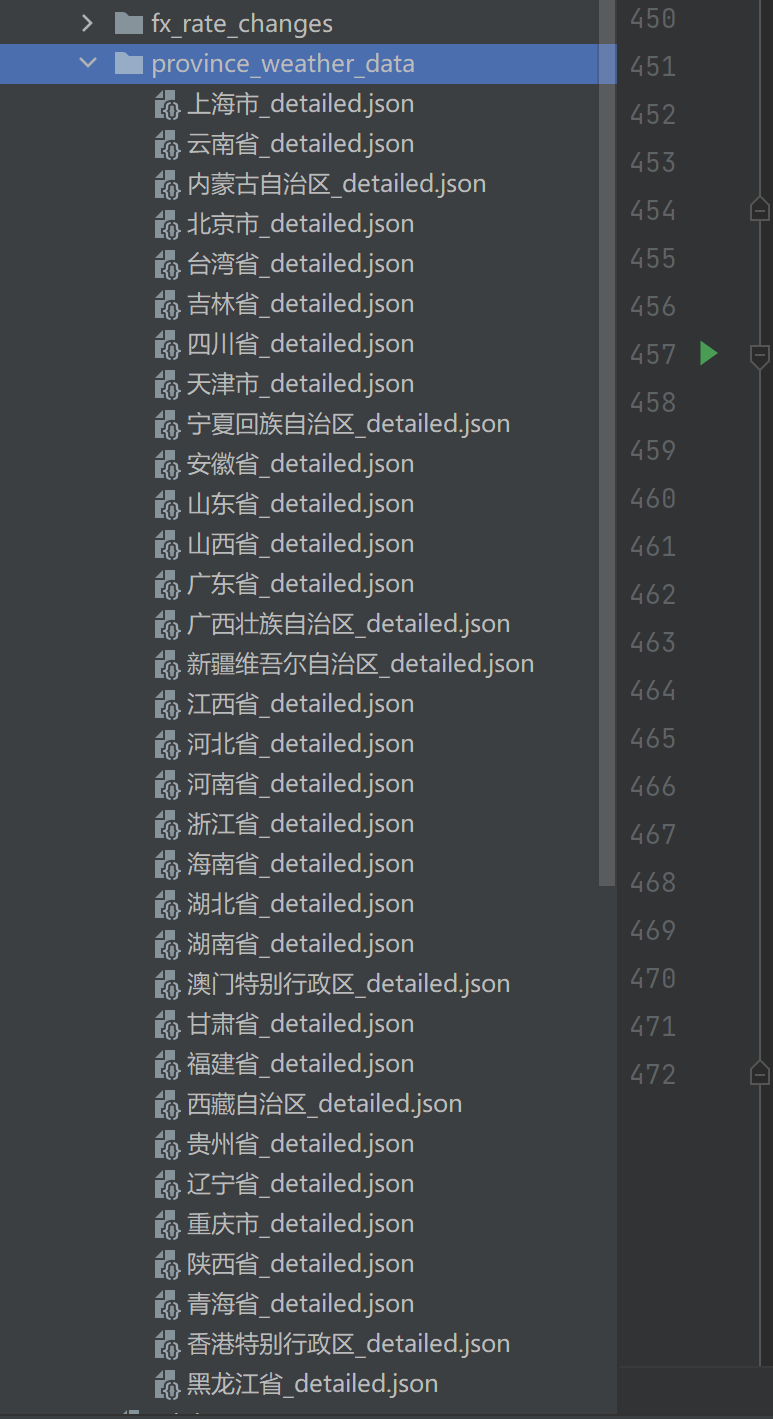 fx_rate_changes
province_weather_data
上海市_detailed.json
云南省_detailed.json
内蒙古自治区_detailed.json
北京市_detailed.json
台湾省_detailed.json
吉林省_detailed.json
四川省_detailed.json
天津市_detailed.json
宁夏回族自治区_detailed.json
安徽省_detailed.json
山东省_detailed.json
山西省_detailed.json
广东省_detailed.json
广西壮族自治区_detailed.json
新疆维吾尔自治区_detailed.json
江西省_detailed.json
河北省_detailed.json
河南省_detailed.json
浙江省_detailed.json
海南省_detailed.json
湖北省_detailed.json
湖南省_detailed.json
澳门特别行政区_detailed.json
甘肃省_detailed.json
福建省_detailed.json
西藏自治区_detailed.json
贵州省_detailed.json
辽宁省_detailed.json
重庆市_detailed.json
陕西省_detailed.json
青海省_detailed.json
香港特别行政区_detailed.json
黑龙江省_detailed.json
450
451
452
453
454
455
456
457
458
459
460
461
462
463
464
465
466
467
468
469
470
471
472